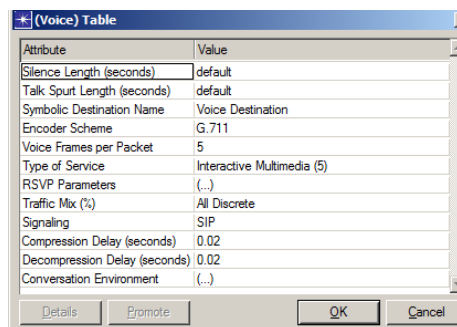 (Voice) Table
Attribute Value
Silence Length (seconds) default
Talk Spurt Length (seconds) default
Symbolic Destination Name Voice Destination
Encoder Scheme G.711
Voice Frames per Packet 5
Type of Service Interactive Multimedia (5)
RSVP Parameters (...)
Traffic Mix (%) All Discrete
Signaling SIP
Compression Delay (seconds) 0.02
Decompression Delay (seconds) 0.02
Conversation Environment (...)
Details Promote OK Cancel